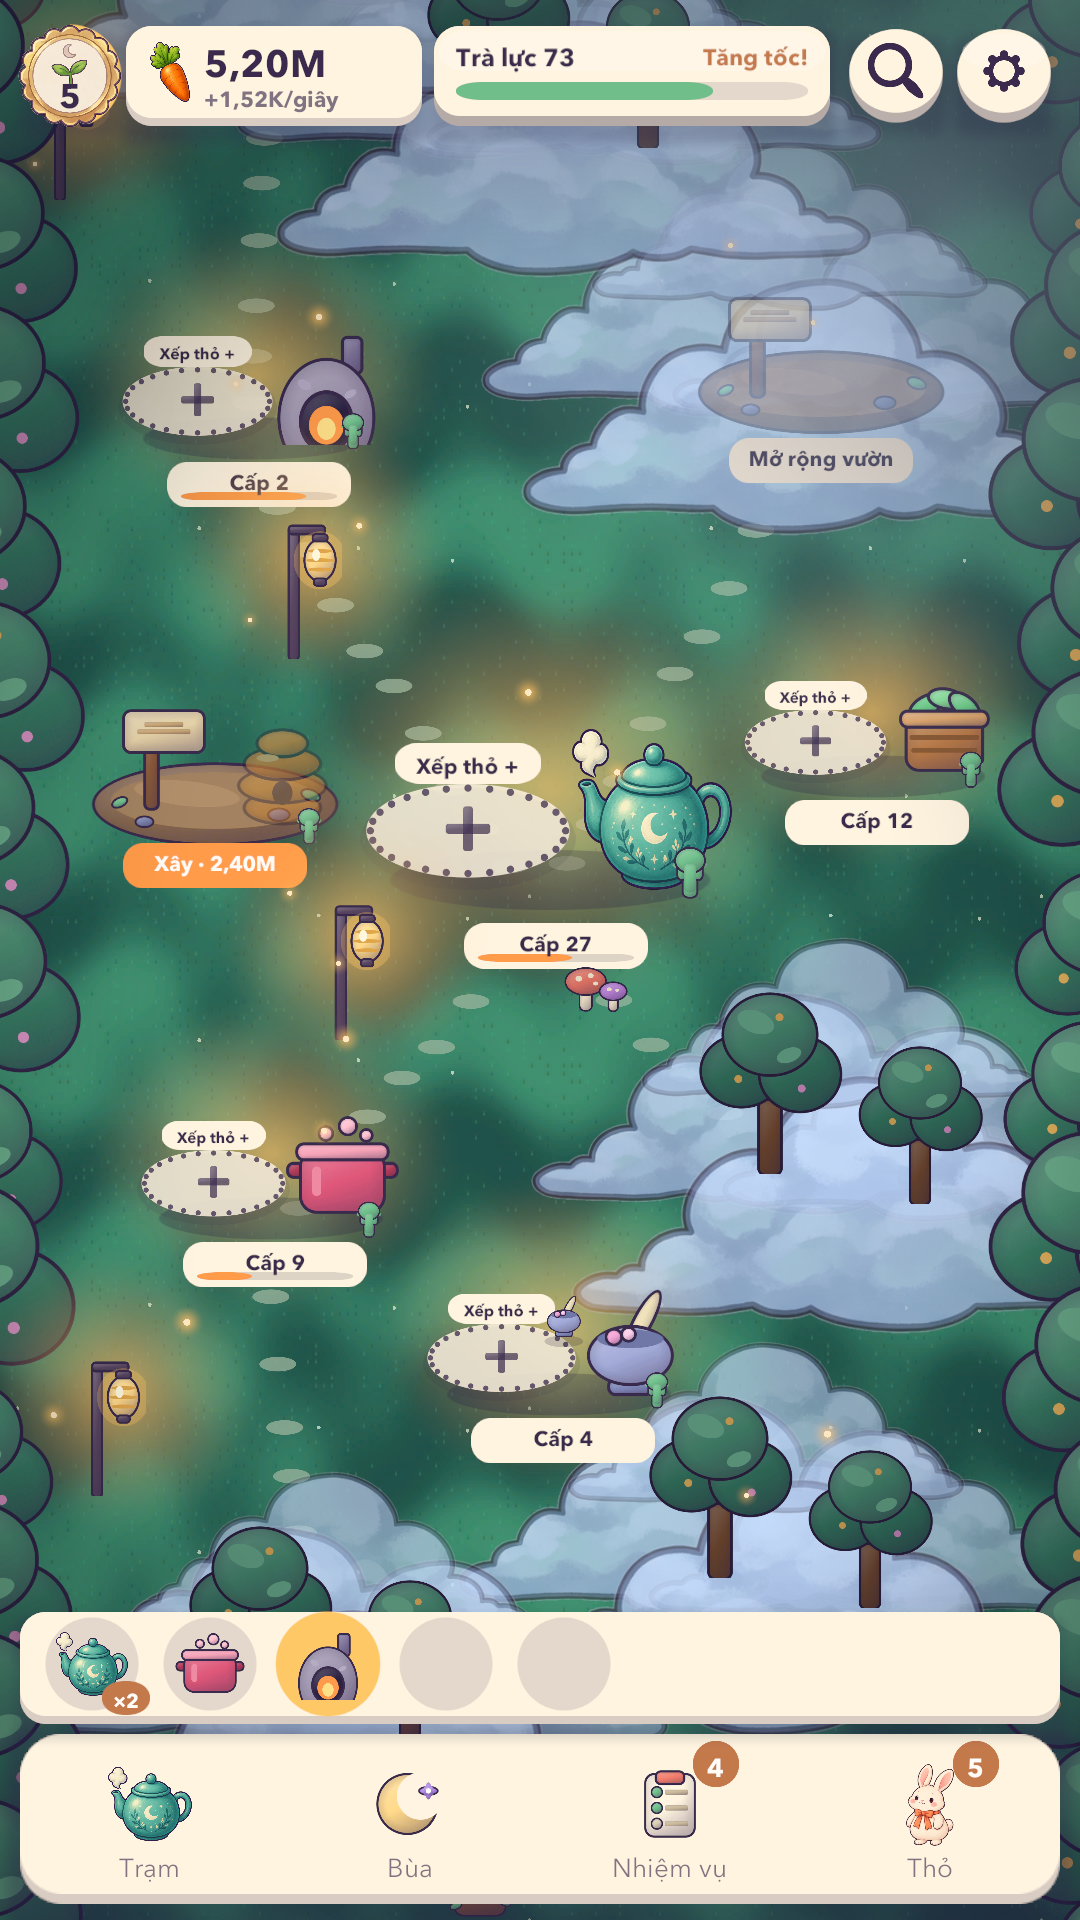 5
5,20M
+1,52K/giây
Trà lực 73
Tăng tốc!
Xếp thỏ +
Cấp 2
Mở rộng vườn
Xếp thỏ +
Cấp 12
Xếp thỏ +
Xây · 2,40M
Cấp 27
Xếp thỏ +
Cấp 9
Xếp thỏ +
Cấp 4
×2
4
5
Trạm
Bùa
Nhiệm vụ
Thỏ